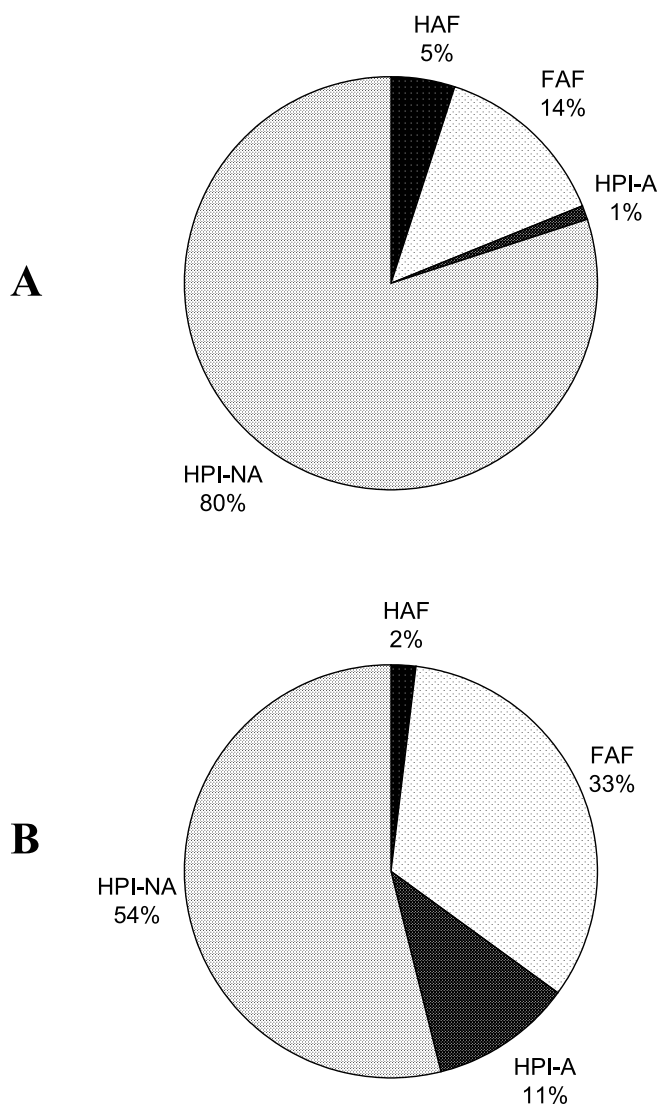 HAF
5%
FAF
14%
HPI-A
1%
A
HPI-NA
80%
HAF
2%
FAF
33%
B
HPI-NA
54%
HPI-A
11%